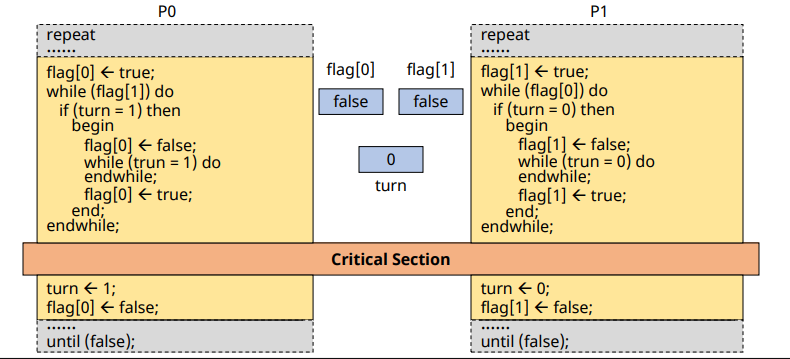 P0
repeat
......
flag[0] ← true;
while (flag[1]) do
if (turn = 1) then
begin
flag[0] ← false;
while (trun = 1) do
endwhile;
flag[0] ← true;
end;
endwhile;
flag[0] flag[1]
false false
0
turn
P1
repeat
......
flag[1] ← true;
while (flag[0]) do
if (turn = 0) then
begin
flag[1] ← false;
while (trun = 0) do
endwhile;
flag[1] ← true;
end;
endwhile;
Critical Section
turn ← 1;
flag[0] ← false;
......
until (false);
turn ← 0;
flag[1] ← false;
......
until (false);